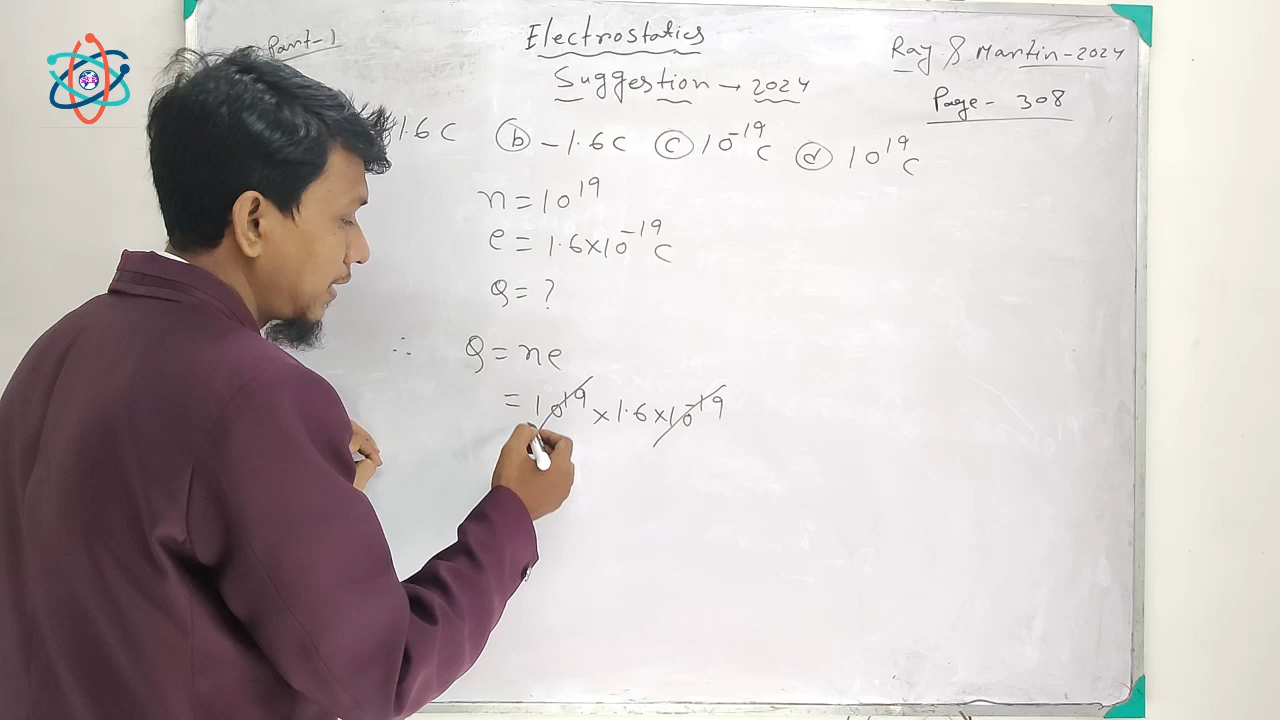 Part-1
Electrostatics
Suggestion → 2024
Ray & Martin-2024
Page - 308
1.6 C (b) -1.6 C (c) 10⁻¹⁹ C (d) 10¹⁹ C
n = 10¹⁹
e = 1.6×10⁻¹⁹ C
Q = ?
∴ Q = ne
= 10¹⁹ × 1.6 × 10⁻¹⁹